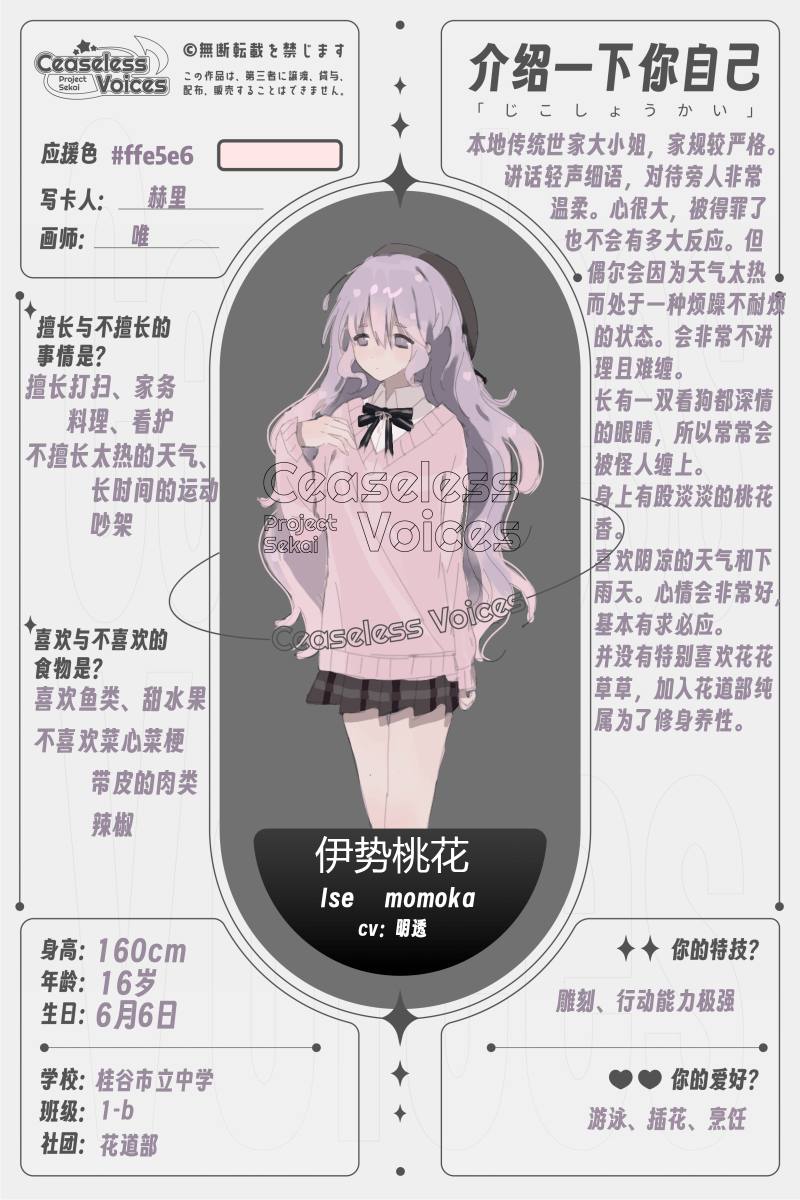 Ceaseless
Project
Sekai
Voices
©無断転載を禁じます
この作品は、第三者に譲渡、貸与、
配布、販売することはできません。
应援色 #ffe5e6
写卡人: 赫里
画师: 唯
介绍一下你自己
「じこしょうかい」
本地传统世家大小姐，家规较严格。
讲话轻声细语，对待旁人非常
温柔。心很大，被得罪了
也不会有多大反应。但
偶尔会因为天气太热
而处于一种烦躁不耐烦
的状态。会非常不讲
理且难缠。
长有一双看狗都深情
的眼睛，所以常常会
被怪人缠上。
身上有股淡淡的桃花
香。
喜欢阴凉的天气和下
雨天。心情会非常好，
基本有求必应。
并没有特别喜欢花花
草草，加入花道部纯
属为了修身养性。
擅长与不擅长的
事情是?
擅长打扫、家务
料理、看护
不擅长太热的天气、
长时间的运动
吵架
喜欢与不喜欢的
食物是?
喜欢鱼类、甜水果
不喜欢菜心菜梗
带皮的肉类
辣椒
Ceaseless
Project
Sekai
Voices
Ceaseless Voices
伊势桃花
Ise momoka
cv: 明透
身高: 160cm
年龄: 16岁
生日: 6月6日
学校: 桂谷市立中学
班级: 1-b
社团: 花道部
你的特技?
雕刻、行动能力极强
你的爱好?
游泳、插花、烹饪